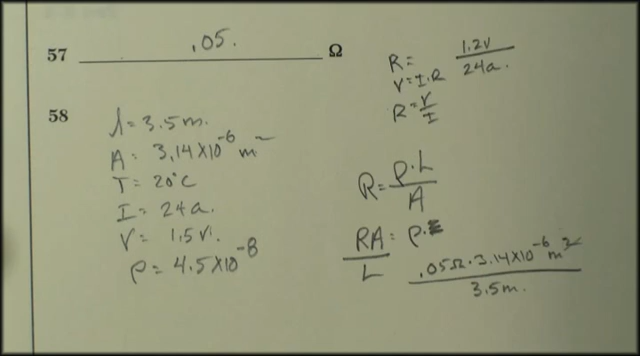 57 .05. Ω
58
l = 3.5 m.
A = 3,14 X 10⁻⁶ m²
T = 20°C
I = 24a.
V = 1.5 v.
ρ = 4.5 X 10⁻⁸
R = 1.2v / 24a.
V = I·R
R = V / I
R = ρ·L / A
RA / L = ρ·
.05Ω · 3.14 X 10⁻⁶ m² / 3.5 m.